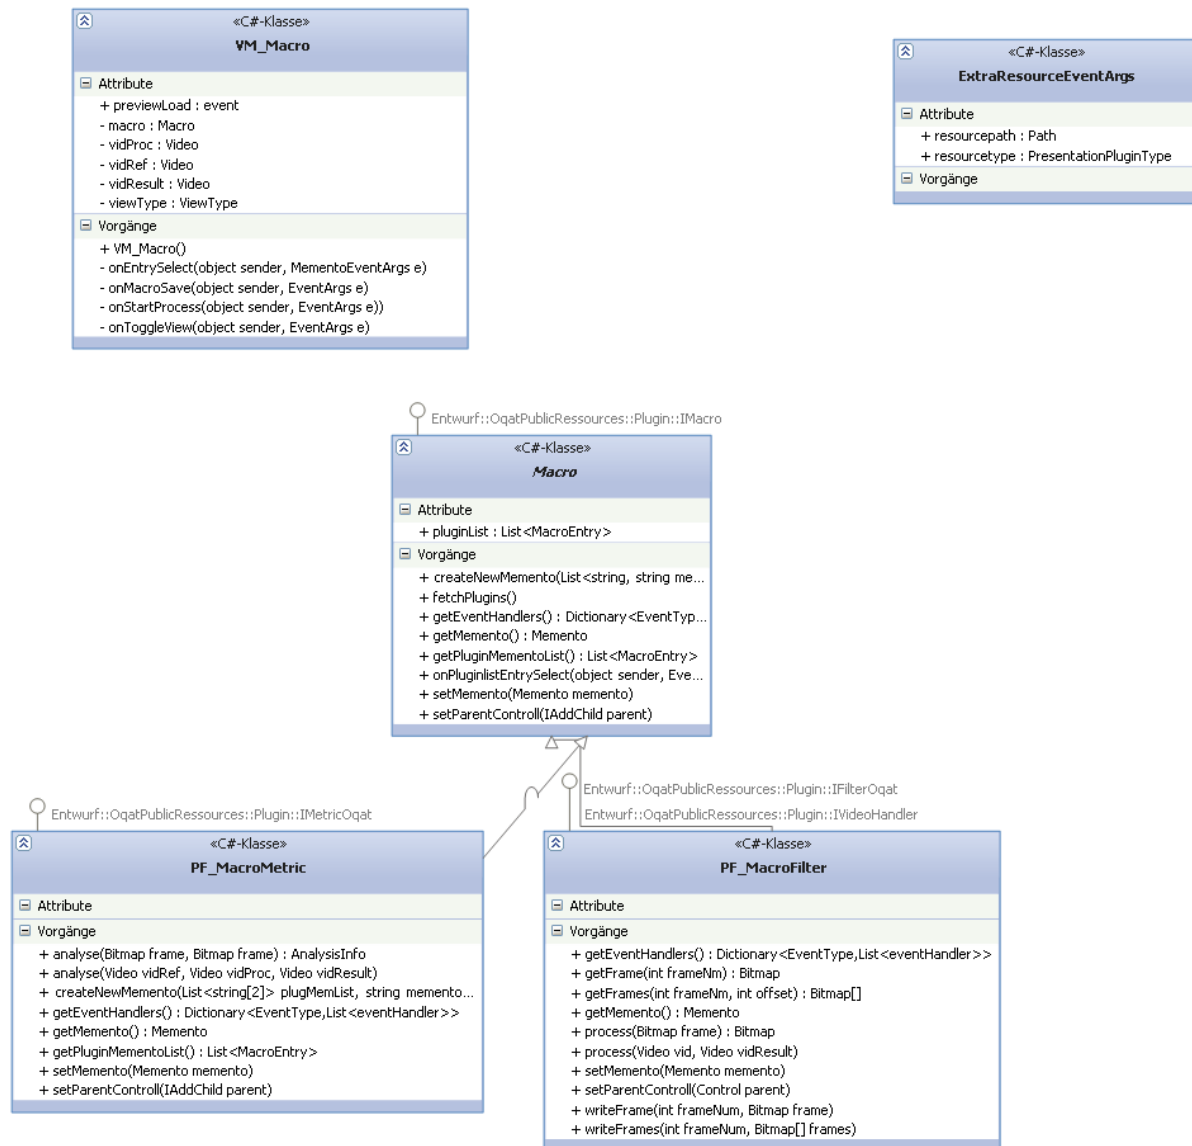 «C#-Klasse»
VM_Macro
Attribute
+ previewLoad : event
- macro : Macro
- vidProc : Video
- vidRef : Video
- vidResult : Video
- viewType : ViewType
Vorgänge
+ VM_Macro()
- onEntrySelect(object sender, MementoEventArgs e)
- onMacroSave(object sender, EventArgs e)
- onStartProcess(object sender, EventArgs e))
- onToggleView(object sender, EventArgs e)
«C#-Klasse»
ExtraResourceEventArgs
Attribute
+ resourcepath : Path
+ resourcetype : PresentationPluginType
Vorgänge
Entwurf::OqatPublicRessources::Plugin::IMacro
«C#-Klasse»
Macro
Attribute
+ pluginList : List<MacroEntry>
Vorgänge
+ createNewMemento(List<string, string me...
+ fetchPlugins()
+ getEventHandlers() : Dictionary<EventTyp...
+ getMemento() : Memento
+ getPluginMementoList() : List<MacroEntry>
+ onPluginlistEntrySelect(object sender, Eve...
+ setMemento(Memento memento)
+ setParentControll(IAddChild parent)
Entwurf::OqatPublicRessources::Plugin::IMetricOqat
«C#-Klasse»
PF_MacroMetric
Attribute
Vorgänge
+ analyse(Bitmap frame, Bitmap frame) : AnalysisInfo
+ analyse(Video vidRef, Video vidProc, Video vidResult)
+ createNewMemento(List<string[2]> plugMemList, string memento...
+ getEventHandlers() : Dictionary<EventType,List<eventHandler>>
+ getMemento() : Memento
+ getPluginMementoList() : List<MacroEntry>
+ setMemento(Memento memento)
+ setParentControll(IAddChild parent)
Entwurf::OqatPublicRessources::Plugin::IFilterOqat
Entwurf::OqatPublicRessources::Plugin::IVideoHandler
«C#-Klasse»
PF_MacroFilter
Attribute
Vorgänge
+ getEventHandlers() : Dictionary<EventType,List<eventHandler>>
+ getFrame(int frameNm) : Bitmap
+ getFrames(int frameNm, int offset) : Bitmap[]
+ getMemento() : Memento
+ process(Bitmap frame) : Bitmap
+ process(Video vid, Video vidResult)
+ setMemento(Memento memento)
+ setParentControll(Control parent)
+ writeFrame(int frameNum, Bitmap frame)
+ writeFrames(int frameNum, Bitmap[] frames)